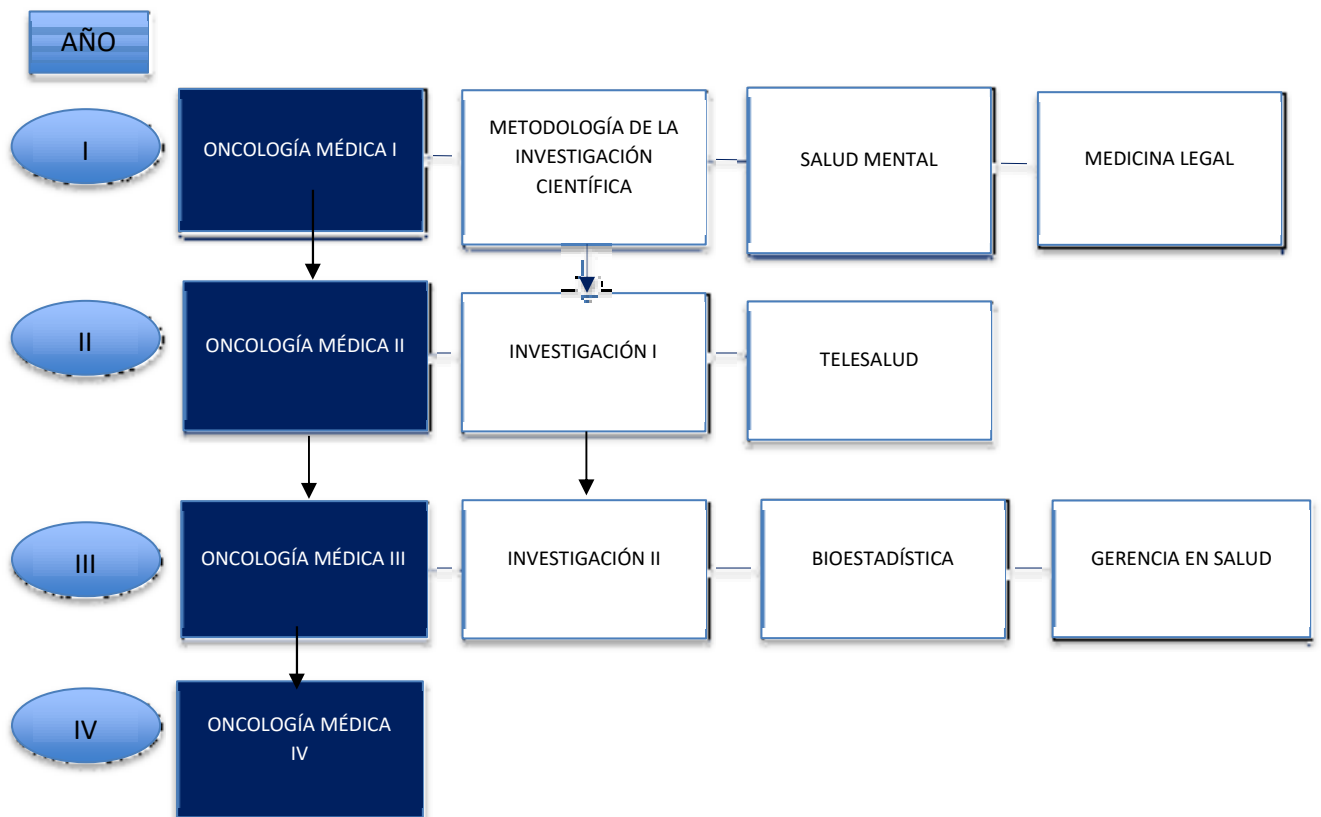 AÑO
I
ONCOLOGÍA MÉDICA I
METODOLOGÍA DE LA
INVESTIGACIÓN
CIENTÍFICA
SALUD MENTAL
MEDICINA LEGAL
II
ONCOLOGÍA MÉDICA II
INVESTIGACIÓN I
TELESALUD
III
ONCOLOGÍA MÉDICA III
INVESTIGACIÓN II
BIOESTADÍSTICA
GERENCIA EN SALUD
IV
ONCOLOGÍA MÉDICA
IV